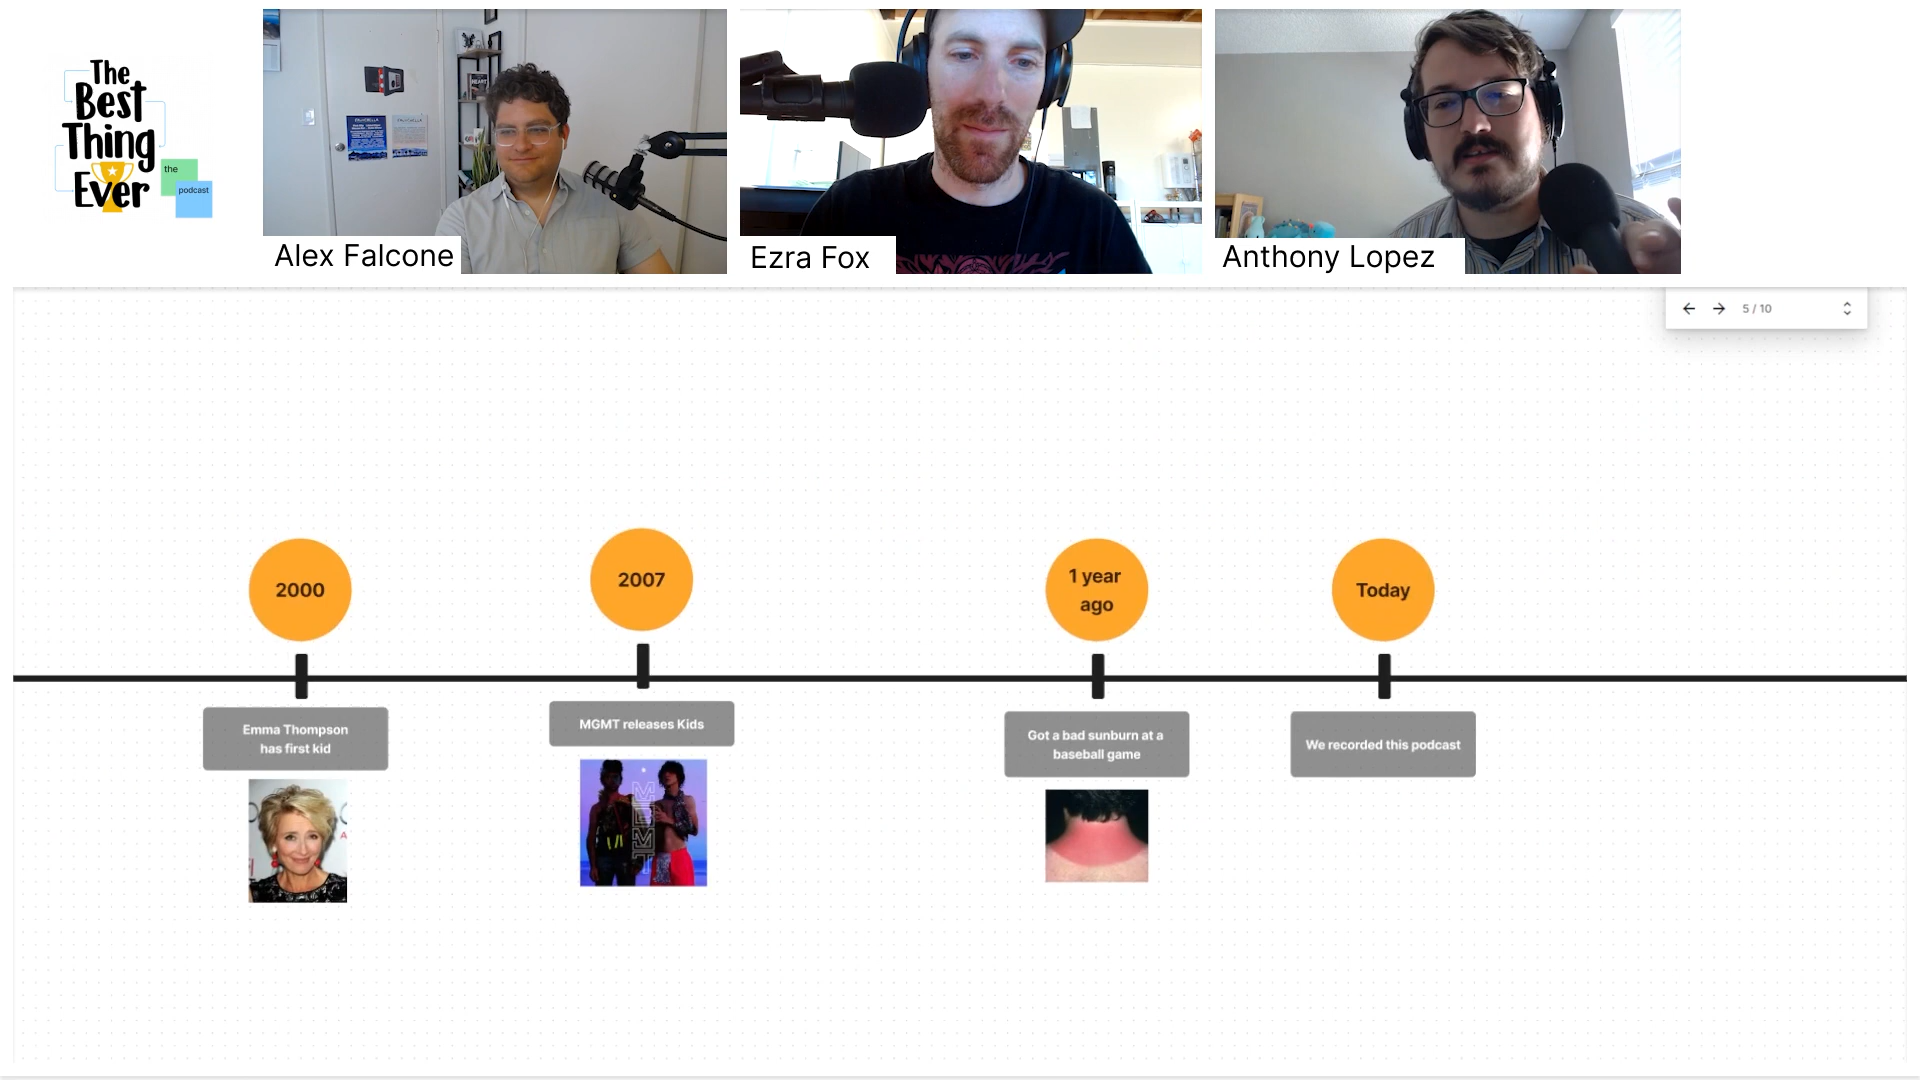 The
Best
Thing
Ever
the
podcast
Alex Falcone
Ezra Fox
Anthony Lopez
5 / 10
2000
2007
1 year
ago
Today
Emma Thompson
has first kid
MGMT releases Kids
Got a bad sunburn at a
baseball game
We recorded this podcast
MGMT